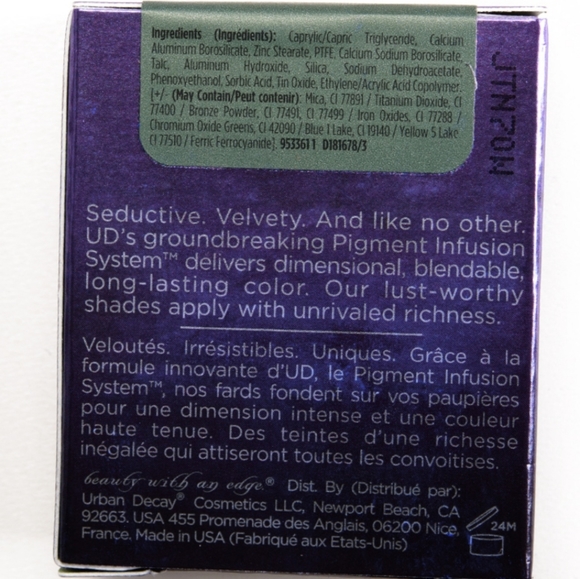 Ingredients (Ingrédients): Caprylic/Capric Triglyceride, Calcium
Aluminum Borosilicate, Zinc Stearate, PTFE, Calcium Sodium Borosilicate,
Talc, Aluminum Hydroxide, Silica, Sodium Dehydroacetate,
Phenoxyethanol, Sorbic Acid, Tin Oxide, Ethylene/Acrylic Acid Copolymer.
[+/- (May Contain/Peut contenir): Mica, CI 77891 / Titanium Dioxide, CI
77400 / Bronze Powder, CI 77491, CI 77499 / Iron Oxides, CI 77288 /
Chromium Oxide Greens, CI 42090 / Blue 1 Lake, CI 19140 / Yellow 5 Lake
CI 77510 / Ferric Ferrocyanide]. 953361 1 D181678/3
Seductive. Velvety. And like no other.
UD's groundbreaking Pigment Infusion
System™ delivers dimensional, blendable,
long-lasting color. Our lust-worthy
shades apply with unrivaled richness.
Veloutés. Irrésistibles. Uniques. Grâce à la
formule innovante d'UD, le Pigment Infusion
System™, nos fards fondent sur vos paupières
pour une dimension intense et une couleur
haute tenue. Des teintes d'une richesse
inégalée qui attiseront toutes les convoitises.
beauty with an edge.® Dist. By (Distribué par):
Urban Decay® Cosmetics LLC, Newport Beach, CA
92663. USA 455 Promenade des Anglais, 06200 Nice,
France. Made in USA (Fabriqué aux Etats-Unis)
24M